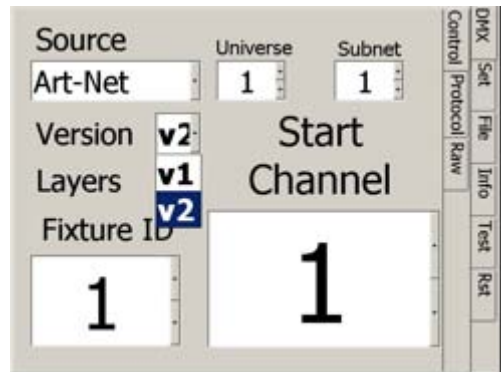 Source
Universe
Subnet
Art-Net
1
1
Version
v2
Start
Channel
Layers
v1
v2
Fixture ID
1
1
Control
Protocol
Raw
DMX
Set
File
Info
Test
Rst